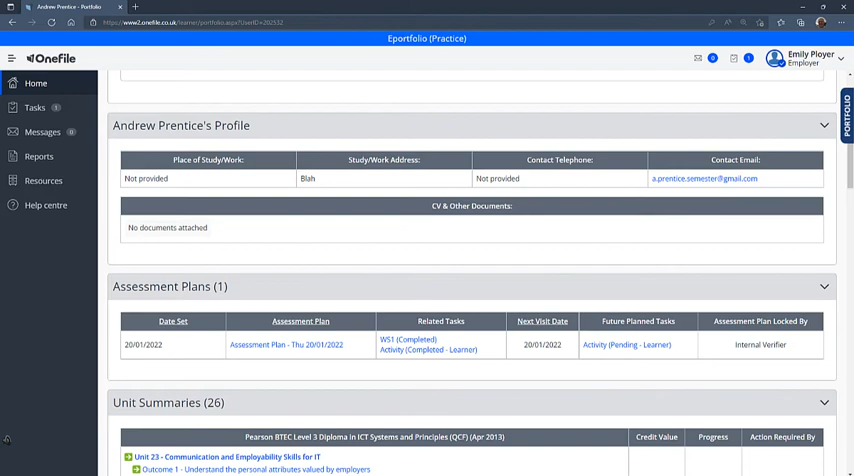 Andrew Prentice - Portfolio
https://www2.onefile.co.uk/learner/portfolio.aspx?UserID=202532
Eportfolio (Practice)
Onefile
0
1
Emily Ployer
Employer
Home
Tasks 1
Messages 0
Reports
Resources
Help centre
PORTFOLIO
Andrew Prentice's Profile
Place of Study/Work: Study/Work Address: Contact Telephone: Contact Email:
Not provided Blah Not provided a.prentice.semester@gmail.com
CV & Other Documents:
No documents attached
Assessment Plans (1)
Date Set Assessment Plan Related Tasks Next Visit Date Future Planned Tasks Assessment Plan Locked By
20/01/2022 Assessment Plan - Thu 20/01/2022 WS1 (Completed) 20/01/2022 Activity (Pending - Learner) Internal Verifier
Activity (Completed - Learner)
Unit Summaries (26)
Pearson BTEC Level 3 Diploma in ICT Systems and Principles (QCF) (Apr 2013) Credit Value Progress Action Required By
Unit 23 - Communication and Employability Skills for IT
Outcome 1 - Understand the personal attributes valued by employers